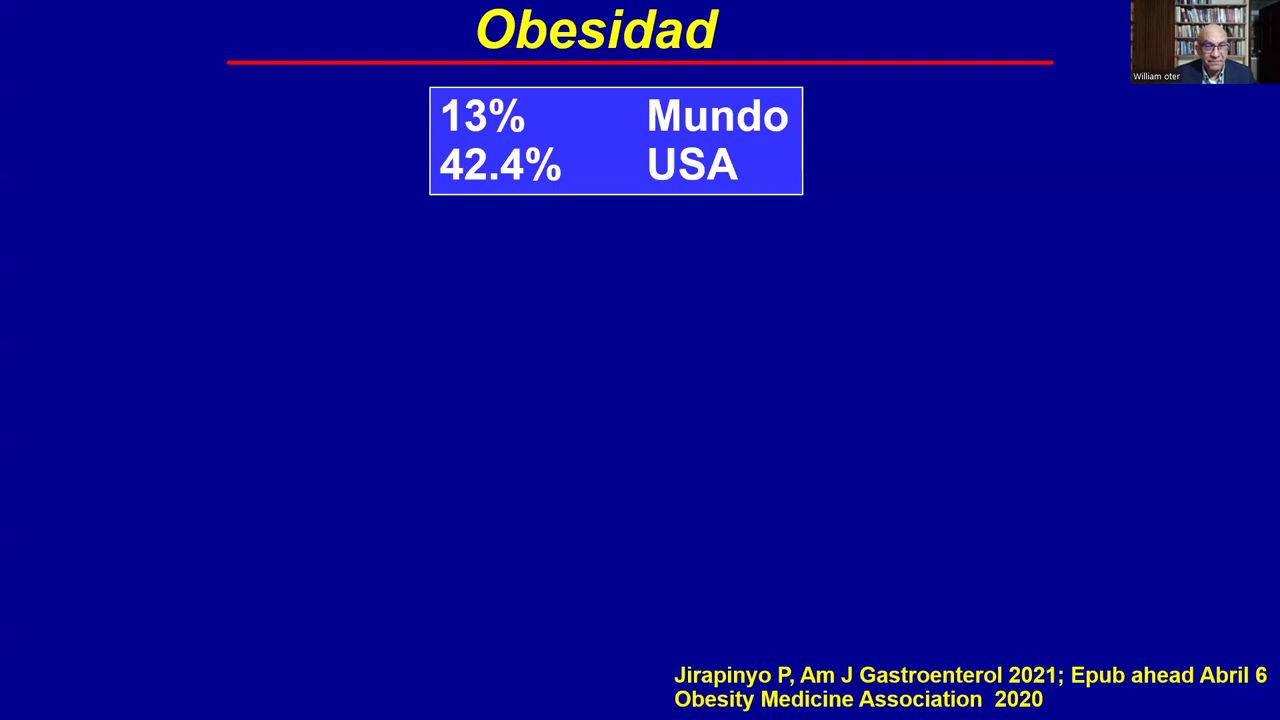 Obesidad
13% Mundo
42.4% USA
William oter
Jirapinyo P, Am J Gastroenterol 2021; Epub ahead Abril 6
Obesity Medicine Association 2020